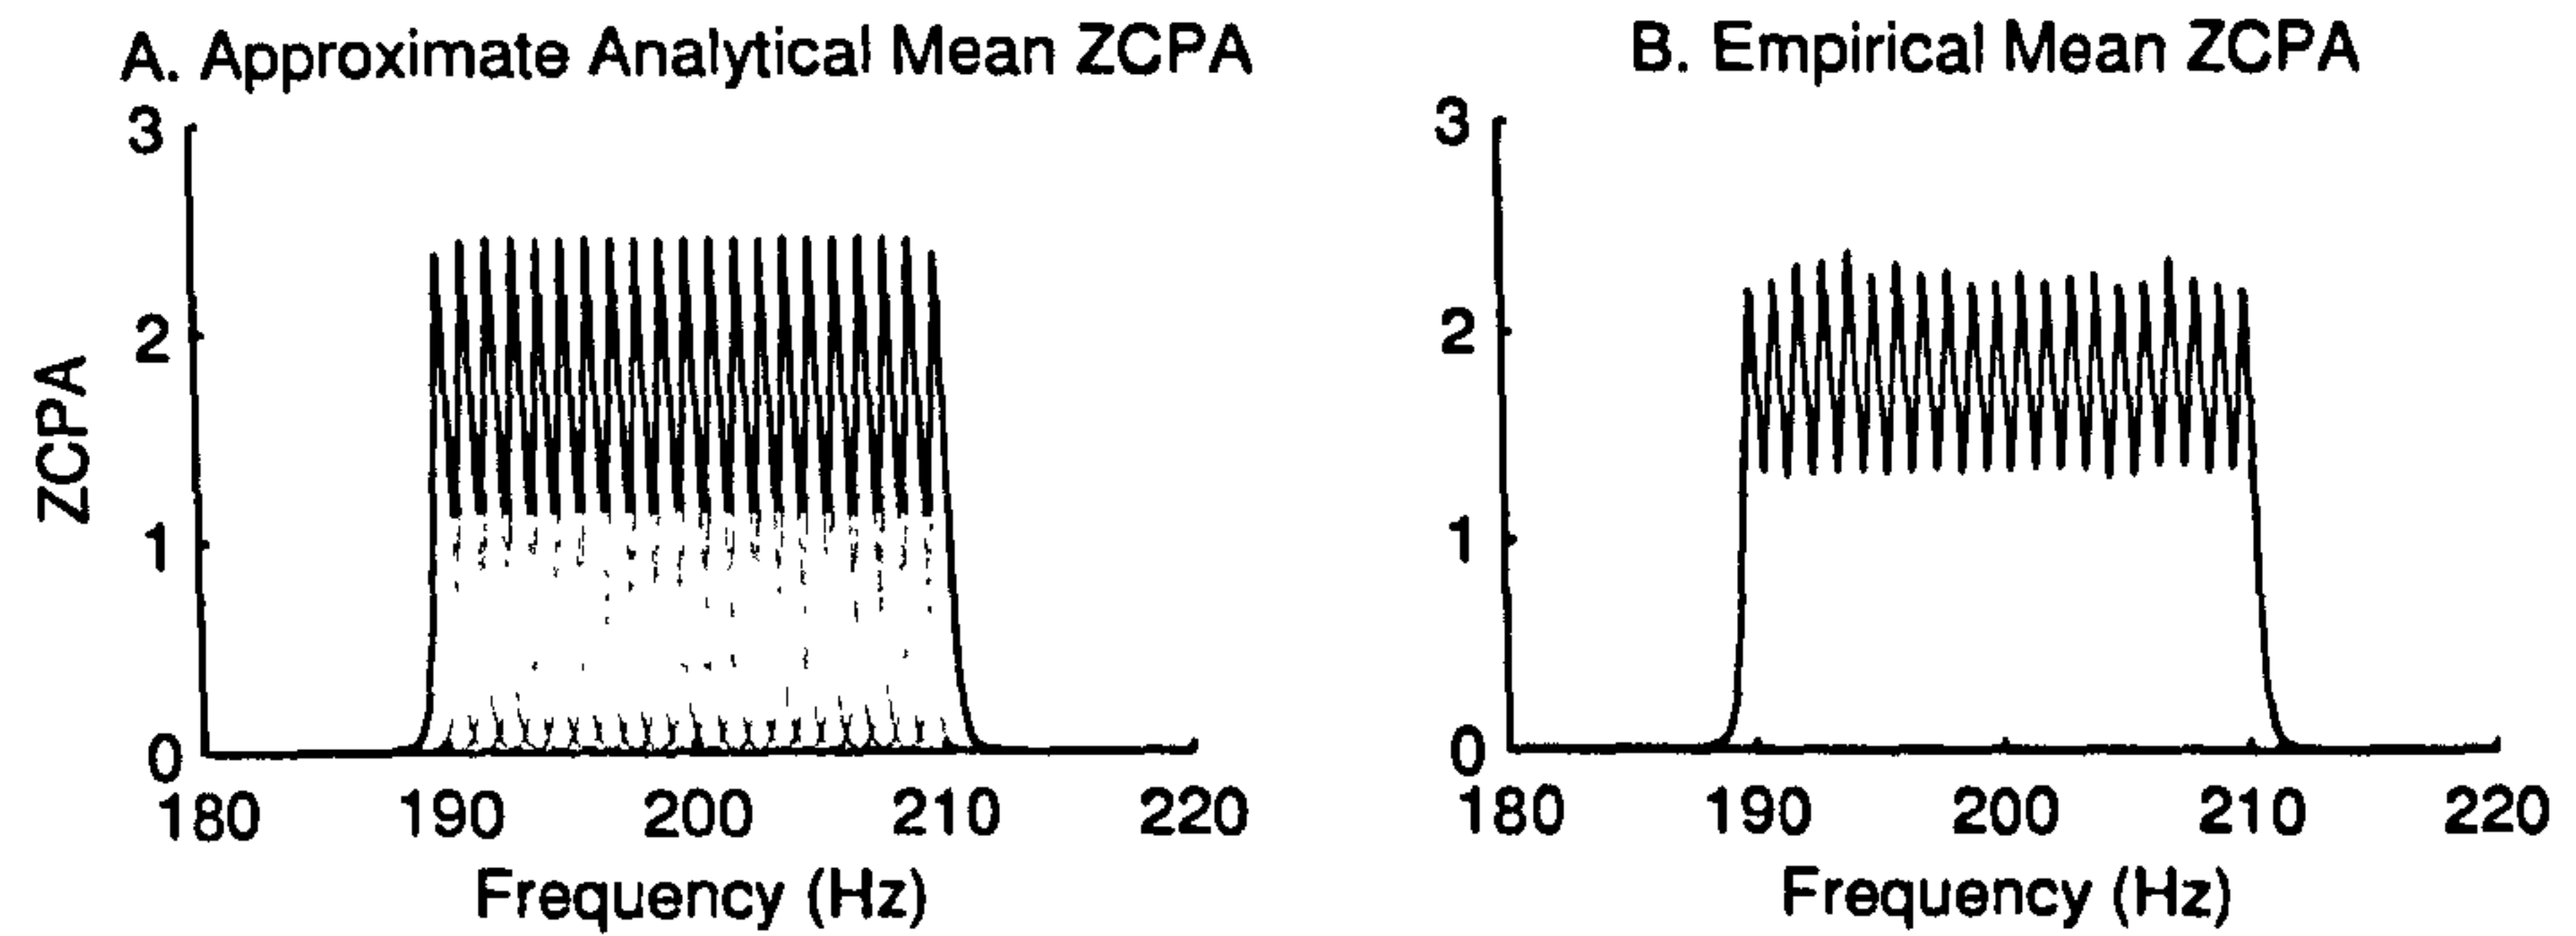 A. Approximate Analytical Mean ZCPA
3
2
1
0
ZCPA
180 190 200 210 220
Frequency (Hz)
B. Empirical Mean ZCPA
3
2
1
0
180 190 200 210 220
Frequency (Hz)